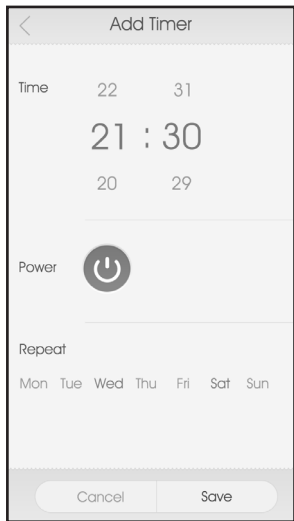 Add Timer
Time
22 31
21 : 30
20 29
Power
Repeat
Mon Tue Wed Thu Fri Sat Sun
Cancel Save